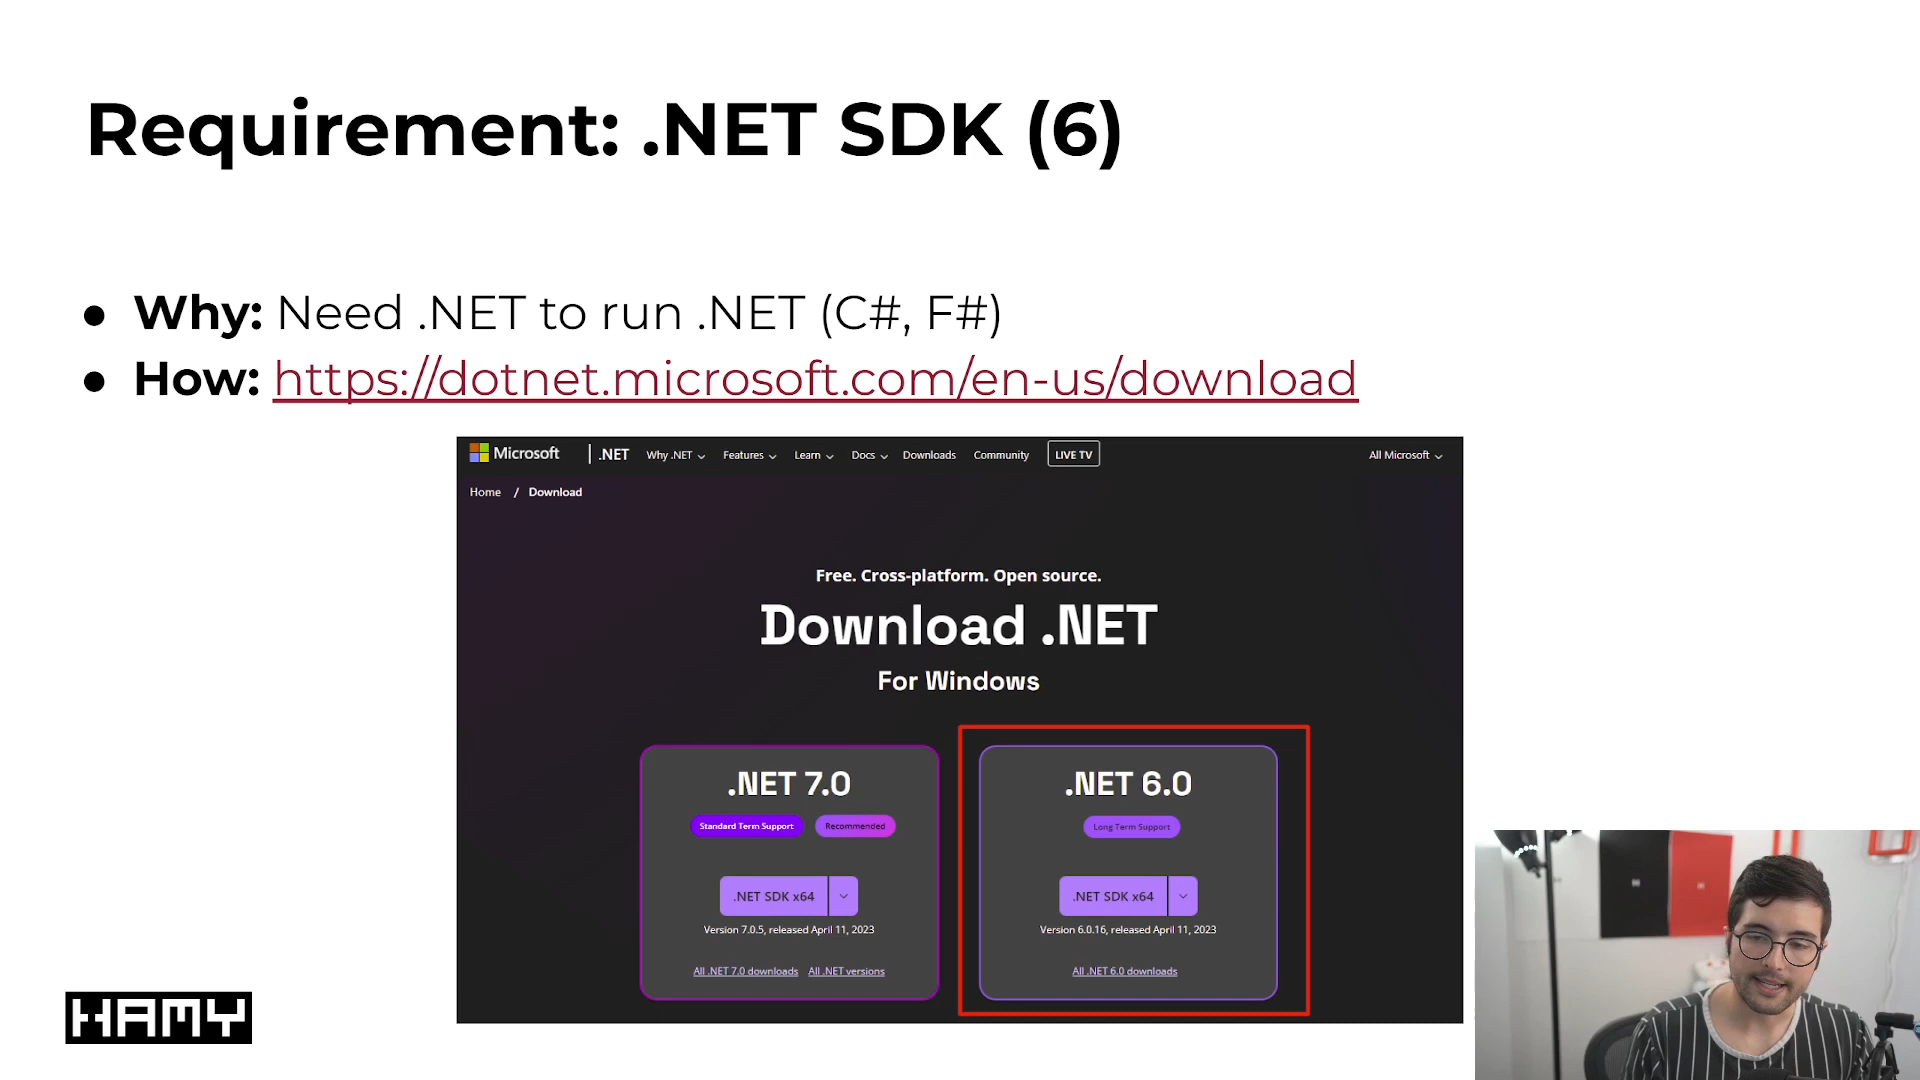 Requirement: .NET SDK (6)
● Why: Need .NET to run .NET (C#, F#)
● How: https://dotnet.microsoft.com/en-us/download
Microsoft | .NET Why .NET Features Learn Docs Downloads Community LIVE TV All Microsoft
Home / Download
Free. Cross-platform. Open source.
Download .NET
For Windows
.NET 7.0
Standard Term Support Recommended
.NET SDK x64
Version 7.0.5, released April 11, 2023
All .NET 7.0 downloads All .NET versions
.NET 6.0
Long Term Support
.NET SDK x64
Version 6.0.16, released April 11, 2023
All .NET 6.0 downloads
HAMY